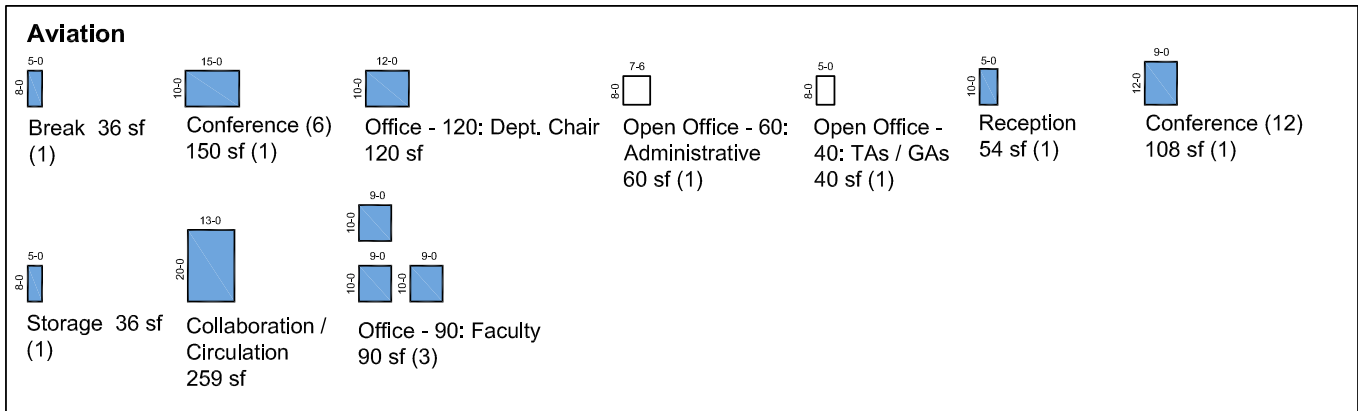 Aviation
5-0
8-0
Break 36 sf
(1)
15-0
10-0
Conference (6)
150 sf (1)
12-0
10-0
Office - 120: Dept. Chair
120 sf
7-6
8-0
Open Office - 60:
Administrative
60 sf (1)
5-0
8-0
Open Office -
40: TAs / GAs
40 sf (1)
5-0
10-0
Reception
54 sf (1)
9-0
12-0
Conference (12)
108 sf (1)
5-0
8-0
Storage 36 sf
(1)
13-0
20-0
Collaboration /
Circulation
259 sf
9-0
10-0
9-0
10-0
9-0
10-0
Office - 90: Faculty
90 sf (3)